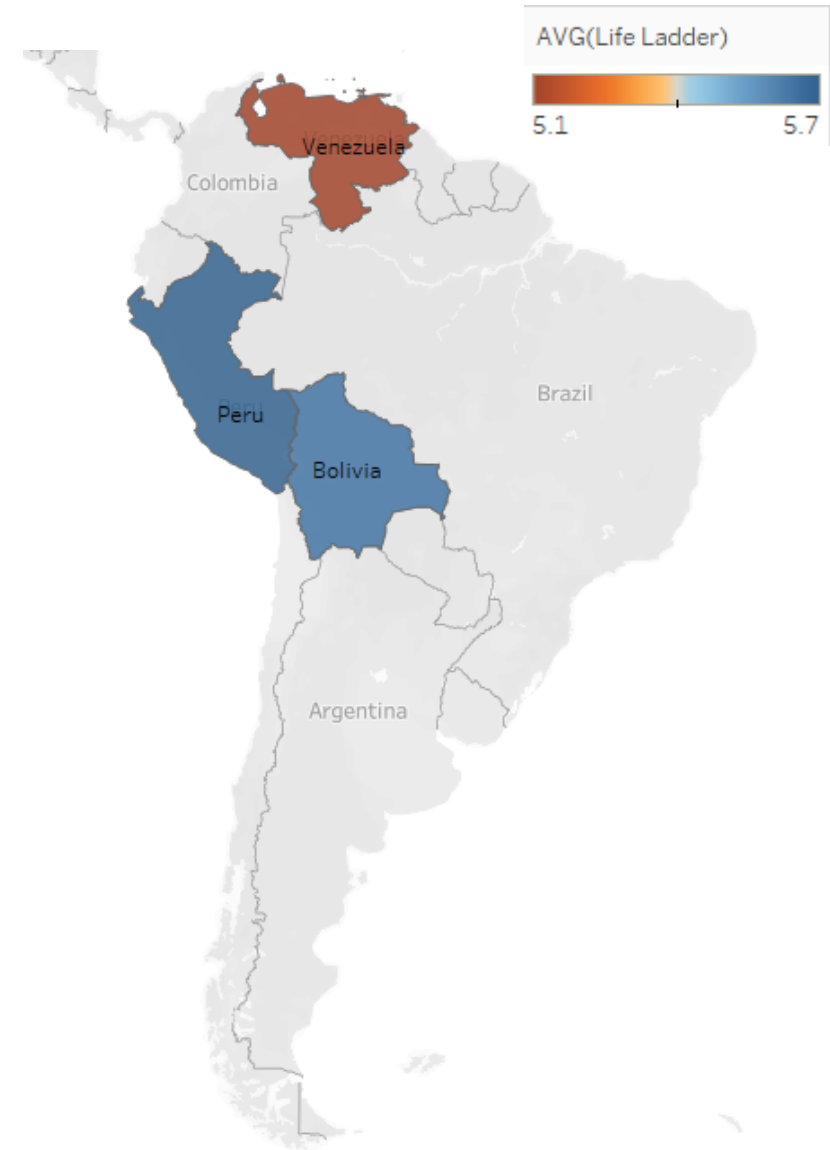 AVG(Life Ladder)
5.1 5.7
Venezuela
Colombia
Brazil
Peru
Bolivia
Argentina